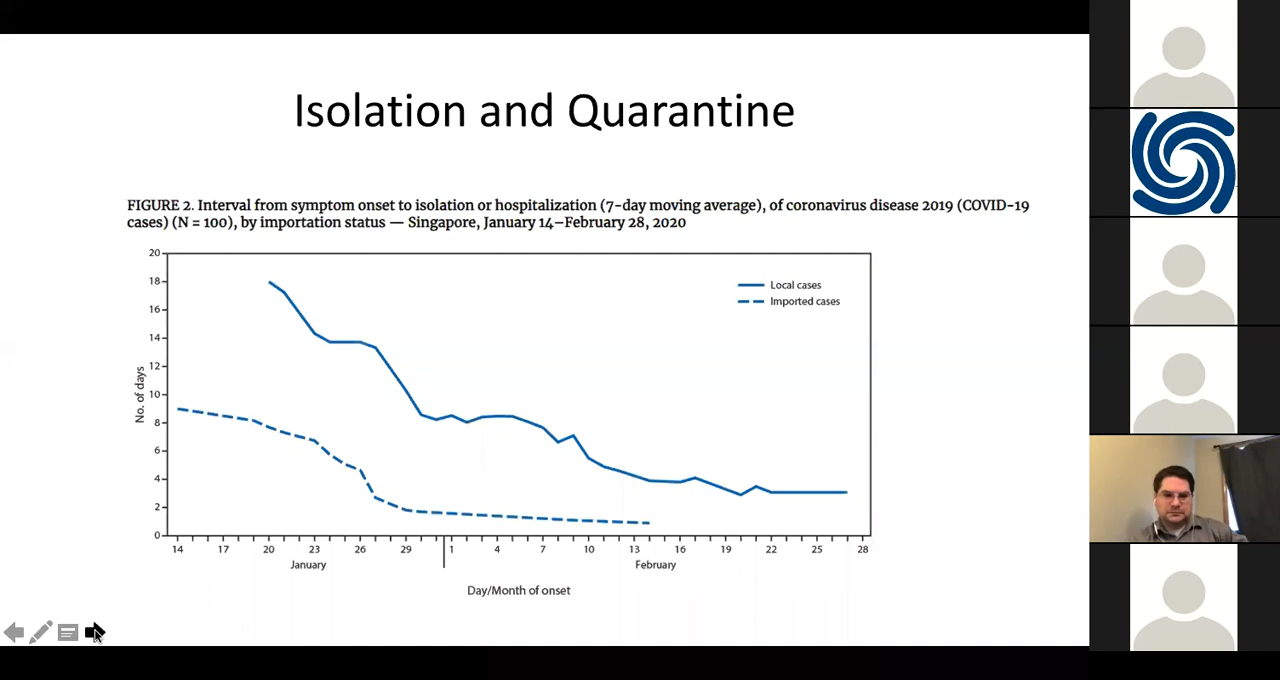 Isolation and Quarantine
FIGURE 2. Interval from symptom onset to isolation or hospitalization (7-day moving average), of coronavirus disease 2019 (COVID-19
cases) (N = 100), by importation status — Singapore, January 14–February 28, 2020
20
18
16
14
12
10
8
6
4
2
0
No. of days
Local cases
Imported cases
14 17 20 23 26 29 1 4 7 10 13 16 19 22 25 28
January February
Day/Month of onset